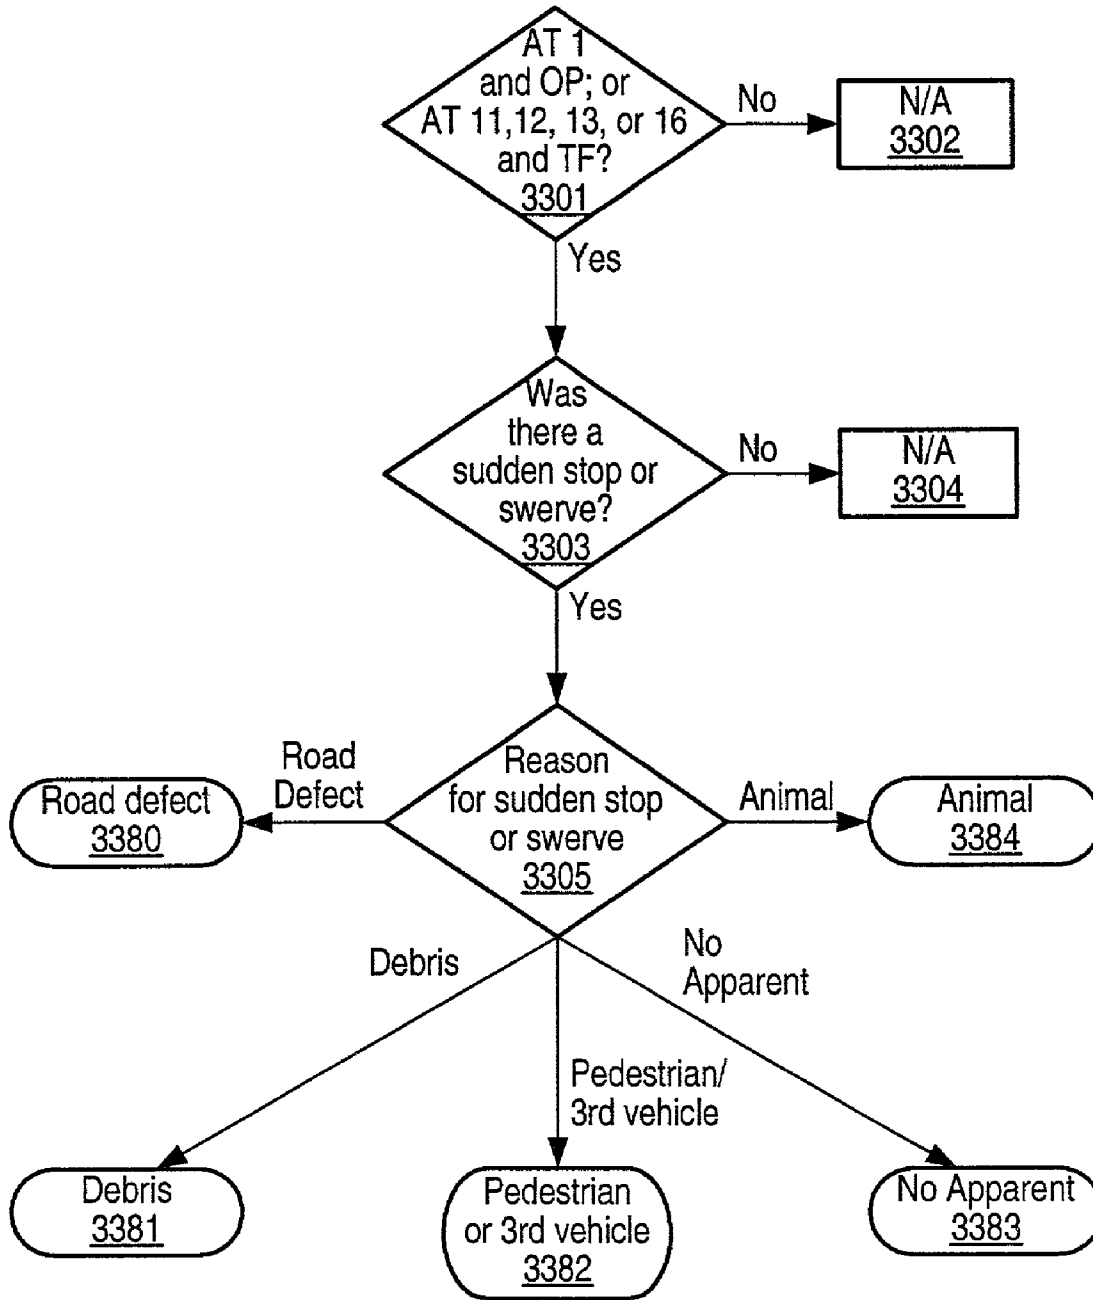 AT 1
and OP; or
AT 11,12, 13, or 16
and TF?
3301
No
N/A
3302
Yes
Was
there a
sudden stop or
swerve?
3303
No
N/A
3304
Yes
Reason
for sudden stop
or swerve
3305
Road
Defect
Road defect
3380
Animal
Animal
3384
Debris
No
Apparent
Pedestrian/
3rd vehicle
Debris
3381
Pedestrian
or 3rd vehicle
3382
No Apparent
3383